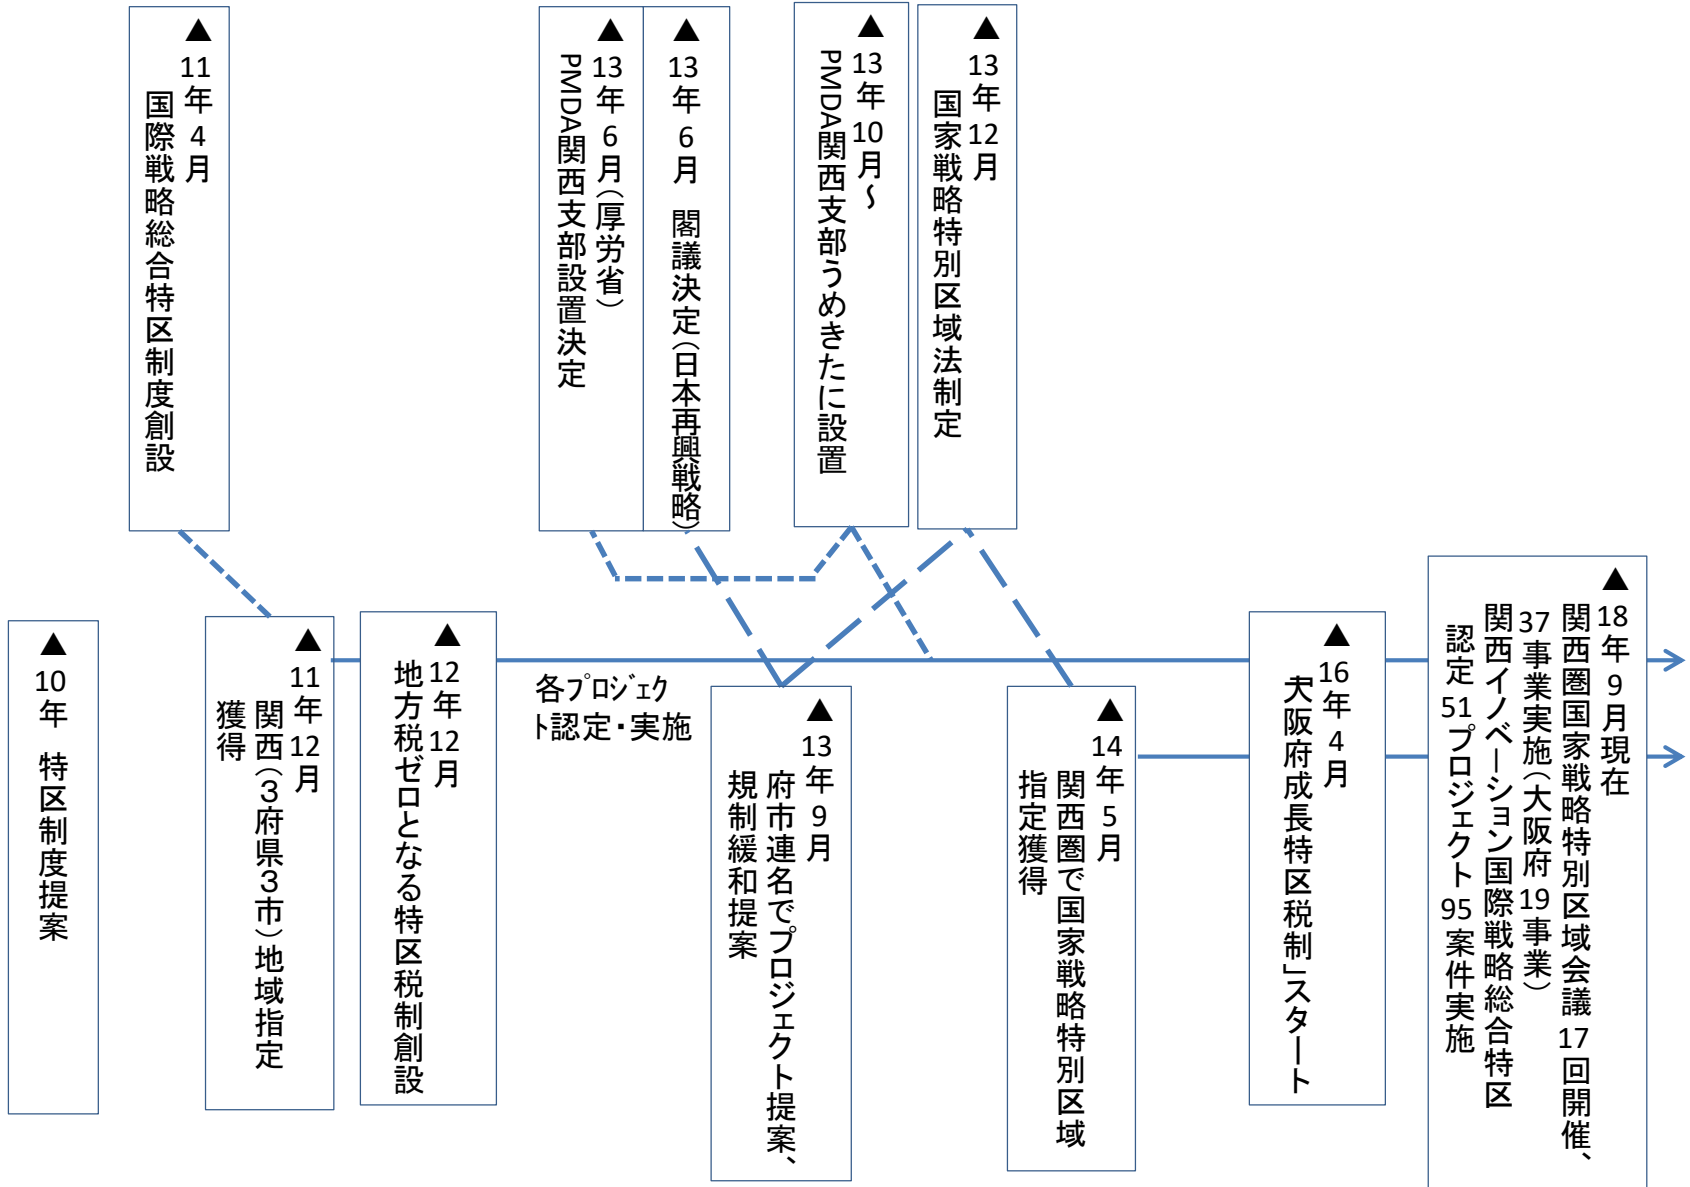 ▲11年4月
国際戦略総合特区制度創設
▲13年6月（厚労省）
PMDA関西支部設置決定
▲13年6月 閣議決定（日本再興戦略）
▲13年10月～
PMDA関西支部うめきたに設置
▲13年12月
国家戦略特別区域法制定
▲10年 特区制度提案
▲11年12月
関西（３府県３市）地域指定
獲得
▲12年12月
地方税ゼロとなる特区税制創設
各プロジェク
ト認定・実施
▲13年9月
府市連名でプロジェクト提案、
規制緩和提案
▲14年5月
関西圏で国家戦略特別区域
指定獲得
▲16年4月
「大阪府成長特区税制」スタート
▲18年9月現在
関西圏国家戦略特別区域会議17回開催、
37事業実施（大阪府19事業）
関西イノベーション国際戦略総合特区
認定51プロジェクト95案件実施